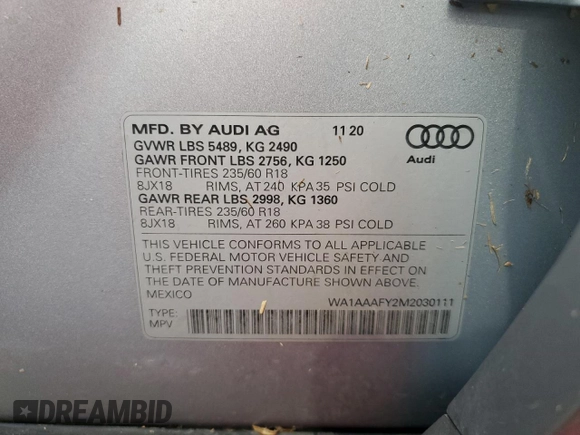 MFD. BY AUDI AG 11 20
GVWR LBS 5489, KG 2490
GAWR FRONT LBS 2756, KG 1250
FRONT-TIRES 235/60 R18
8JX18 RIMS, AT 240 KPA 35 PSI COLD
GAWR REAR LBS 2998, KG 1360
REAR-TIRES 235/60 R18
8JX18 RIMS, AT 260 KPA 38 PSI COLD
Audi
THIS VEHICLE CONFORMS TO ALL APPLICABLE
U.S. FEDERAL MOTOR VEHICLE SAFETY AND
THEFT PREVENTION STANDARDS IN EFFECT ON
THE DATE OF MANUFACTURE SHOWN ABOVE.
MEXICO WA1AAAFY2M2030111
TYPE:
MPV
DREAMBID